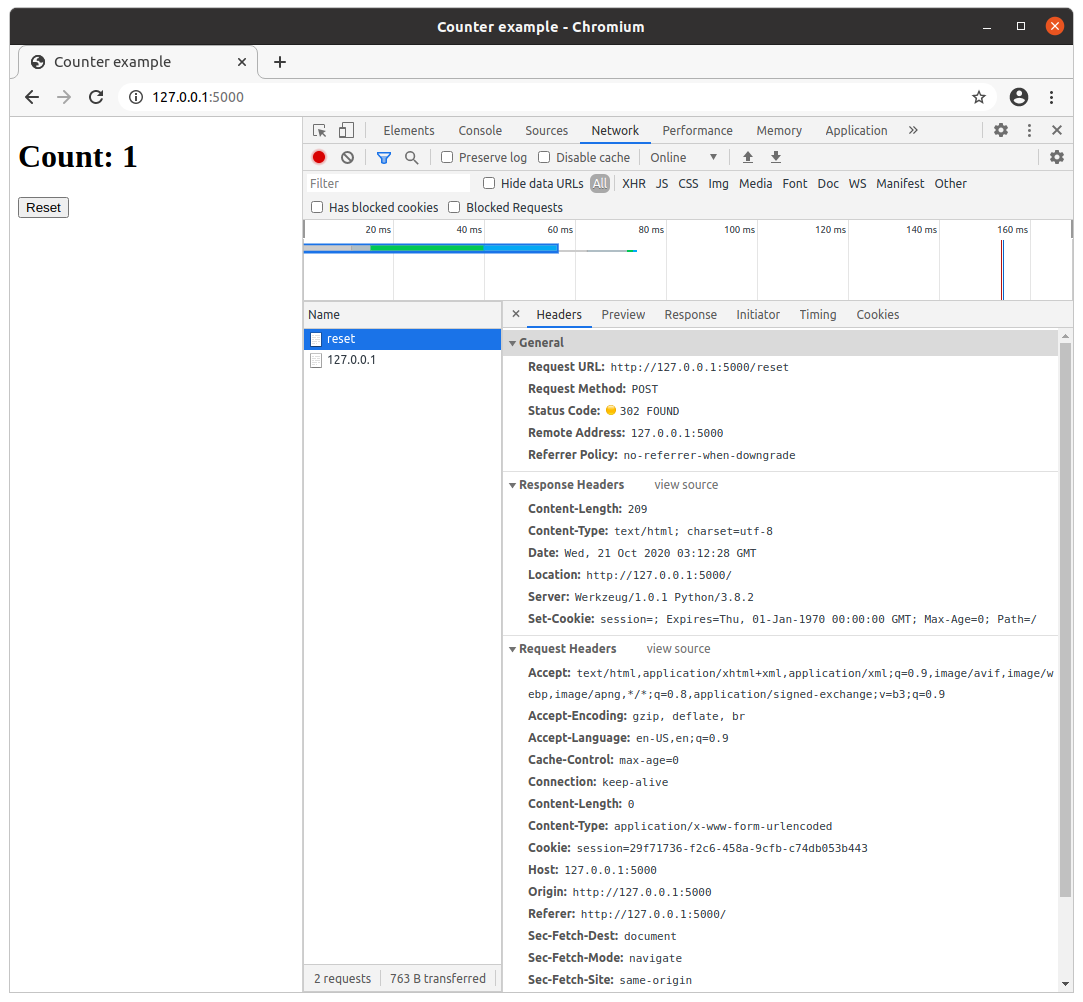 Counter example - Chromium
Counter example
127.0.0.1:5000
Count: 1
Reset
Elements Console Sources Network Performance Memory Application »
Preserve log Disable cache Online
Filter Hide data URLs All XHR JS CSS Img Media Font Doc WS Manifest Other
Has blocked cookies Blocked Requests
20 ms 40 ms 60 ms 80 ms 100 ms 120 ms 140 ms 160 ms
Name
reset
127.0.0.1
2 requests 763 B transferred
Headers Preview Response Initiator Timing Cookies
General
Request URL: http://127.0.0.1:5000/reset
Request Method: POST
Status Code: 302 FOUND
Remote Address: 127.0.0.1:5000
Referrer Policy: no-referrer-when-downgrade
Response Headers view source
Content-Length: 209
Content-Type: text/html; charset=utf-8
Date: Wed, 21 Oct 2020 03:12:28 GMT
Location: http://127.0.0.1:5000/
Server: Werkzeug/1.0.1 Python/3.8.2
Set-Cookie: session=; Expires=Thu, 01-Jan-1970 00:00:00 GMT; Max-Age=0; Path=/
Request Headers view source
Accept: text/html,application/xhtml+xml,application/xml;q=0.9,image/avif,image/w
ebp,image/apng,*/*;q=0.8,application/signed-exchange;v=b3;q=0.9
Accept-Encoding: gzip, deflate, br
Accept-Language: en-US,en;q=0.9
Cache-Control: max-age=0
Connection: keep-alive
Content-Length: 0
Content-Type: application/x-www-form-urlencoded
Cookie: session=29f71736-f2c6-458a-9cfb-c74db053b443
Host: 127.0.0.1:5000
Origin: http://127.0.0.1:5000
Referer: http://127.0.0.1:5000/
Sec-Fetch-Dest: document
Sec-Fetch-Mode: navigate
Sec-Fetch-Site: same-origin